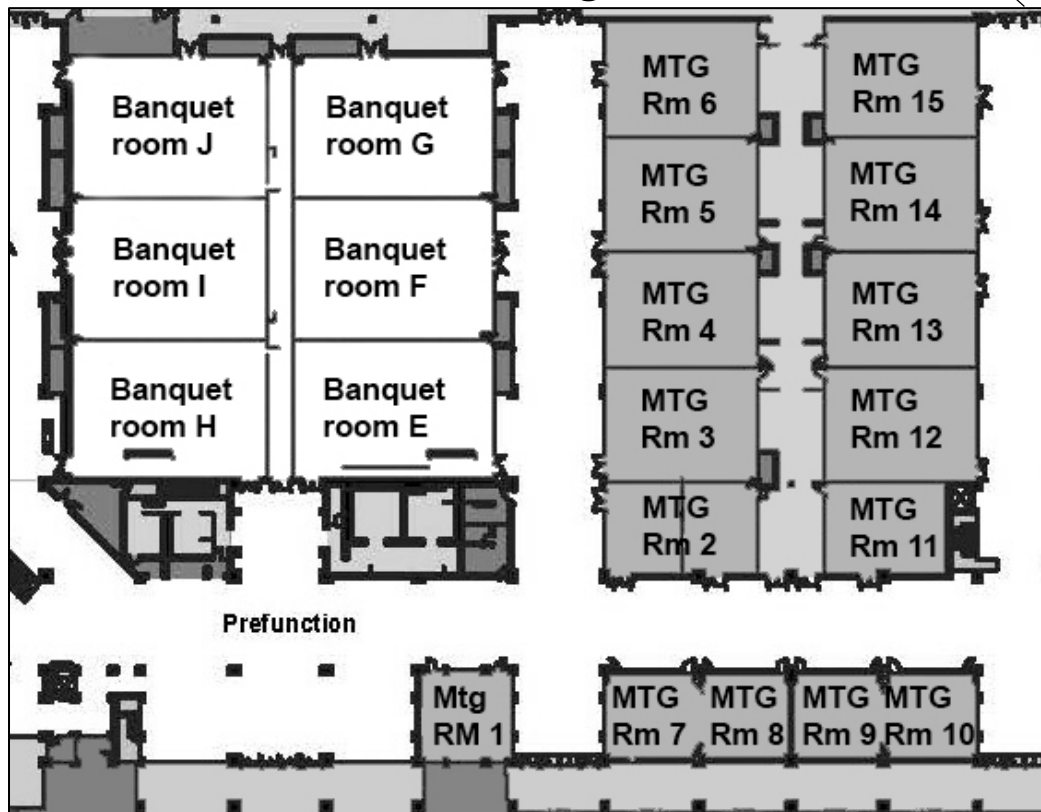 Banquet
room J
Banquet
room G
MTG
Rm 6
MTG
Rm 15
MTG
Rm 5
MTG
Rm 14
Banquet
room I
Banquet
room F
MTG
Rm 4
MTG
Rm 13
Banquet
room H
Banquet
room E
MTG
Rm 3
MTG
Rm 12
MTG
Rm 2
MTG
Rm 11
Prefunction
Mtg
RM 1
MTG
Rm 7
MTG
Rm 8
MTG
Rm 9
MTG
Rm 10